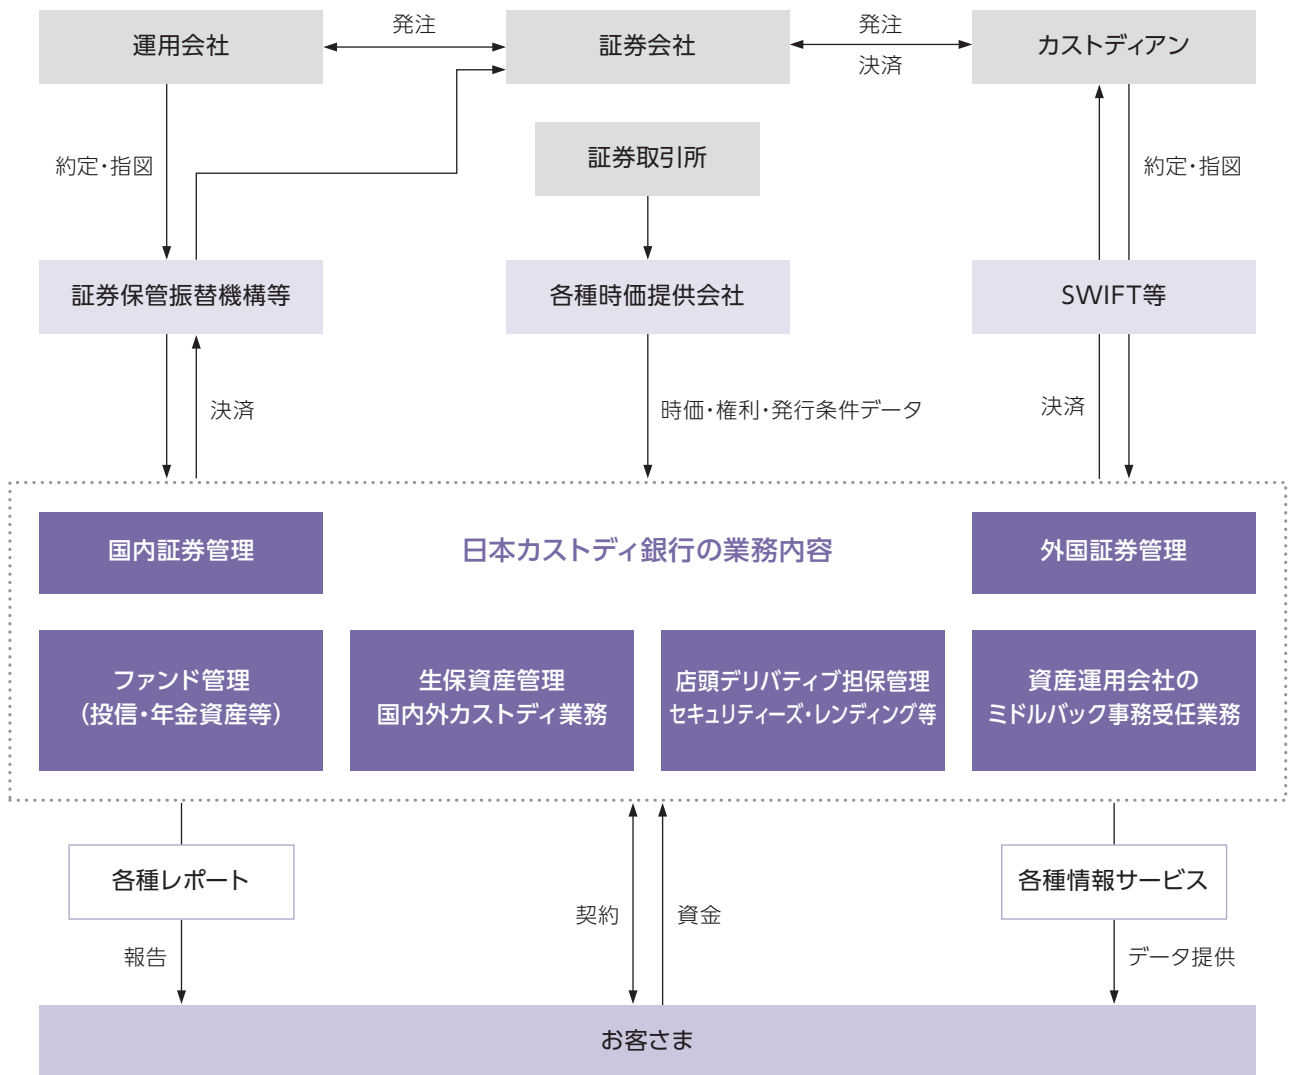 運用会社
発注
証券会社
発注
決済
カストディアン
約定・指図
証券取引所
約定・指図
証券保管振替機構等
各種時価提供会社
SWIFT等
決済
時価・権利・発行条件データ
決済
国内証券管理
日本カストディ銀行の業務内容
外国証券管理
ファンド管理
（投信・年金資産等）
生保資産管理
国内外カストディ業務
店頭デリバティブ担保管理
セキュリティーズ・レンディング等
資産運用会社の
ミドルバック事務受任業務
各種レポート
報告
契約
資金
各種情報サービス
データ提供
お客さま